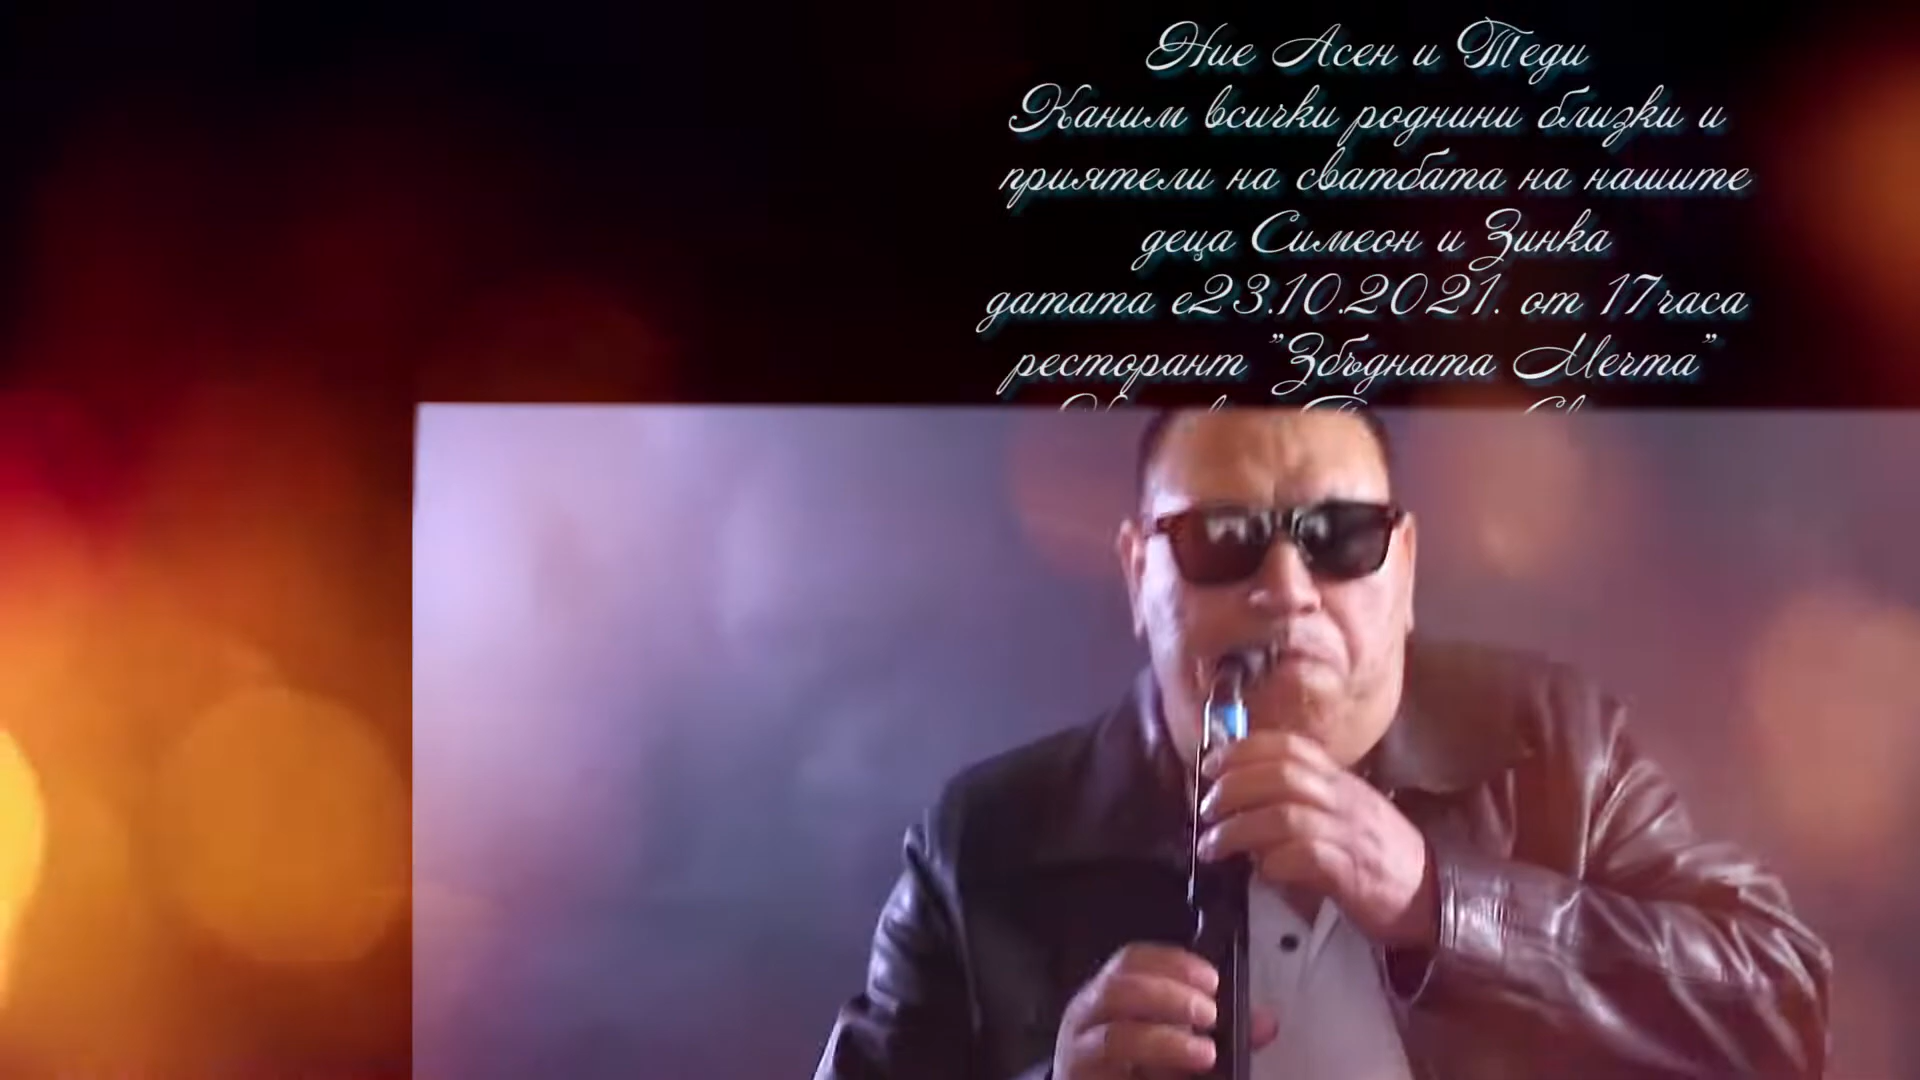 Ние Асен и Теди
Каним всички роднини близки и
приятели на сватбата на нашите
деца Симеон и Зинка
датата е23.10.2021. от 17часа
ресторант "Збъдната Мечта"